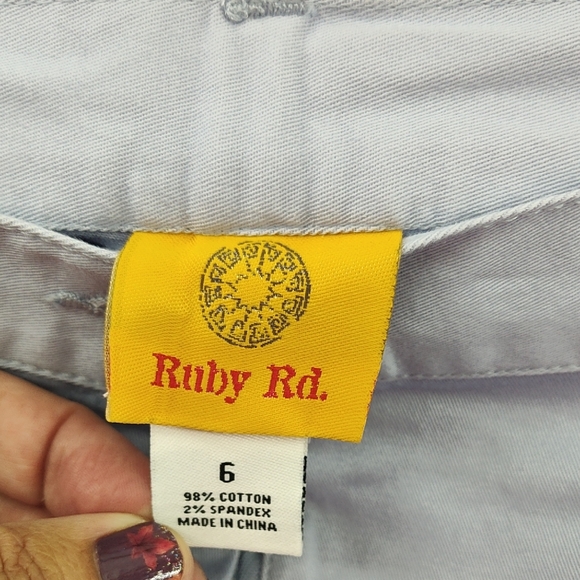 Ruby Rd.
6
98% COTTON
2% SPANDEX
MADE IN CHINA